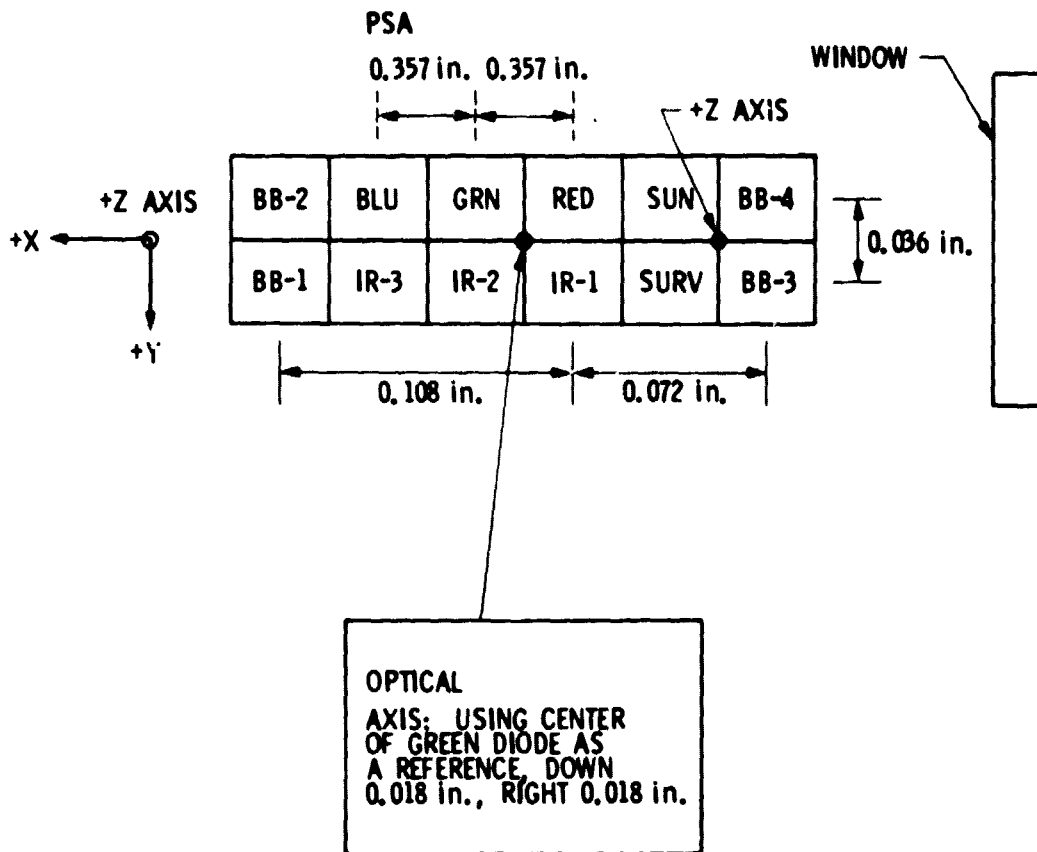 PSA
0.357 in. 0.357 in.
WINDOW
+Z AXIS
+Z AXIS
BB-2 BLU GRN RED SUN BB-4
+X
0.036 in.
BB-1 IR-3 IR-2 IR-1 SURV BB-3
+Y
0.108 in. 0.072 in.
OPTICAL
AXIS: USING CENTER
OF GREEN DIODE AS
A REFERENCE, DOWN
0.018 in., RIGHT 0.018 in.